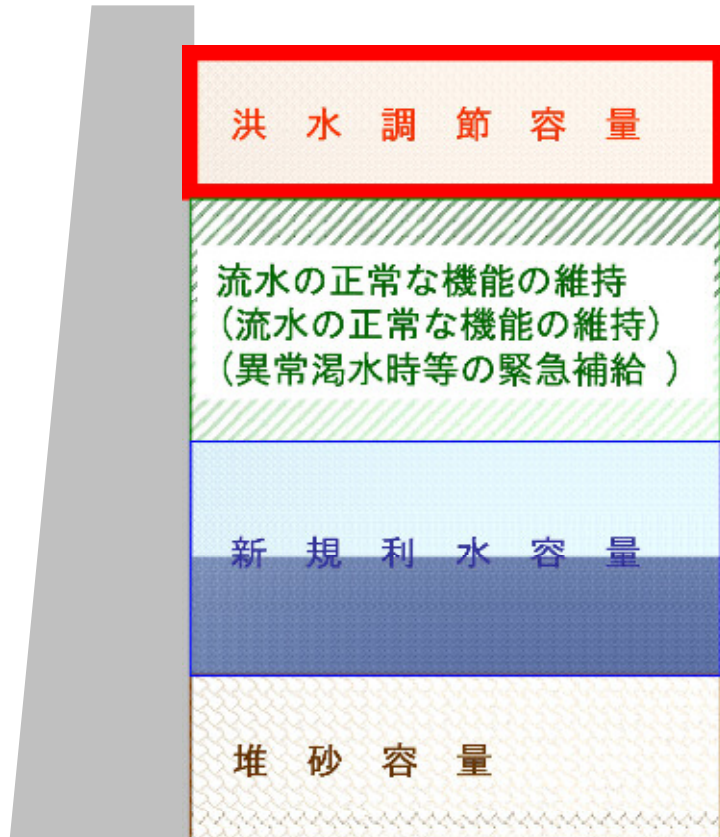 洪水調節容量
流水の正常な機能の維持
(流水の正常な機能の維持)
(異常渇水時等の緊急補給 )
新規利水容量
堆砂容量